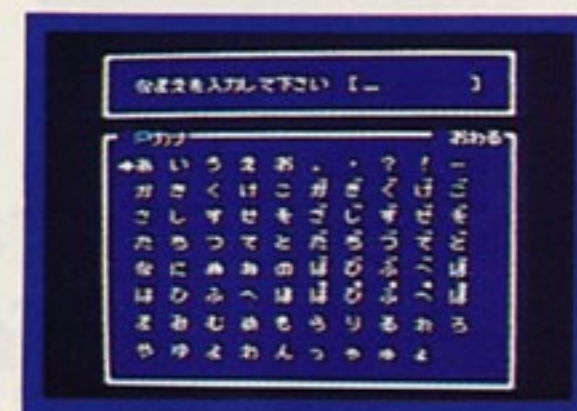 なまえを入力して下さい 【_ 】
カナ おわる
➔あ い う え お 。 ・ ? ! ー
か き く け こ が ぎ ぐ げ ご
さ し す せ そ ざ じ ず ぜ ぞ
た ち つ て と だ ぢ づ で ど
な に ぬ ね の ば び ぶ べ ぼ
は ひ ふ へ ほ ぱ ぴ ぷ ぺ ぽ
ま み む め も ら り る れ ろ
や ゆ よ わ ん っ ゃ ゅ ょ